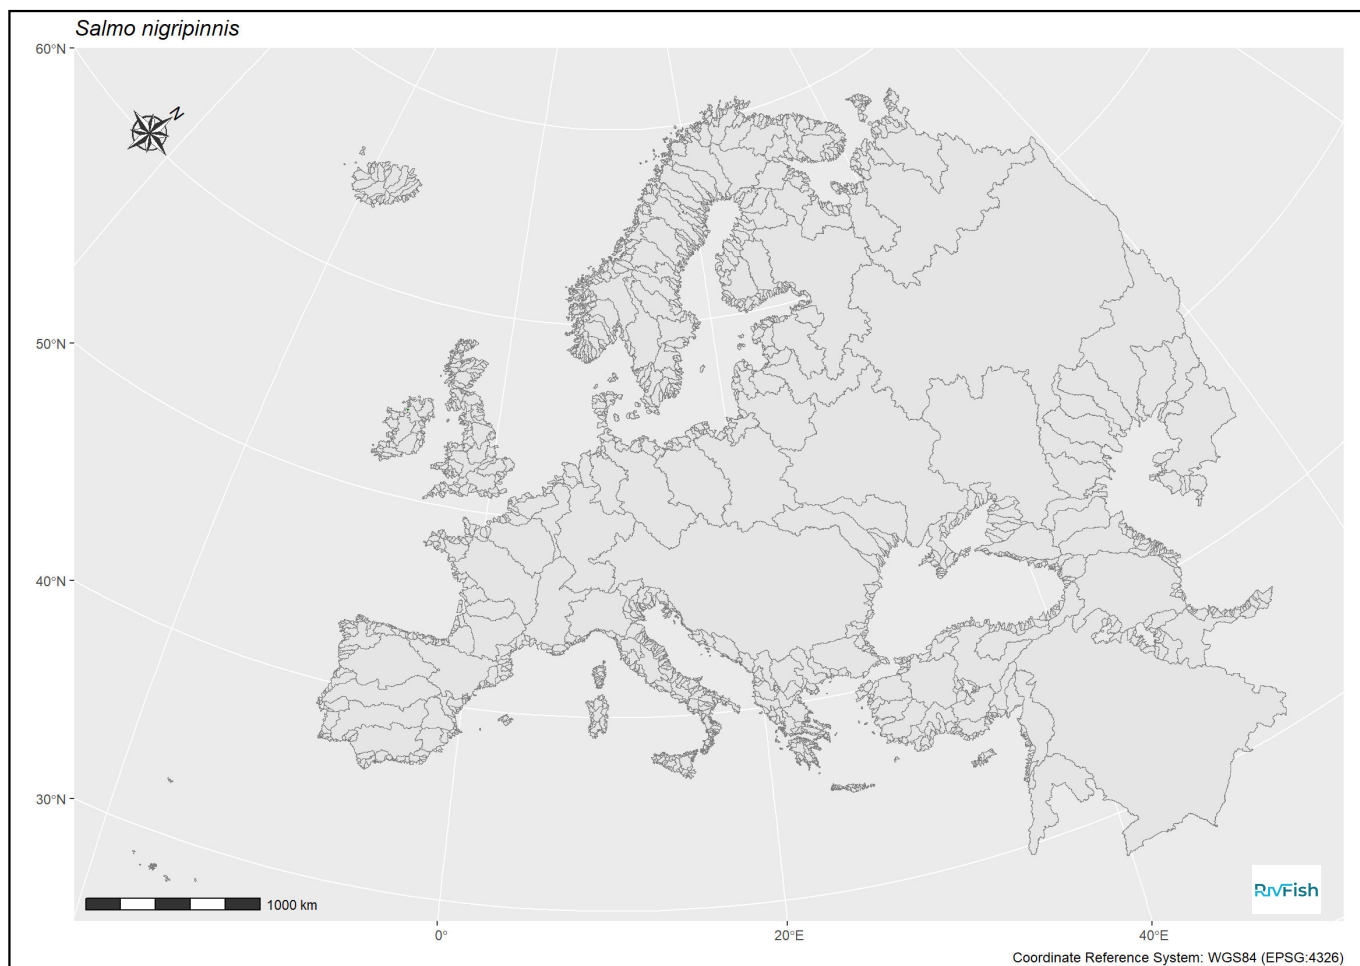 Salmo nigripinnis
60°N
N
50°N
40°N
30°N
1000 km
RivFish
0°
20°E
40°E
Coordinate Reference System: WGS84 (EPSG:4326)